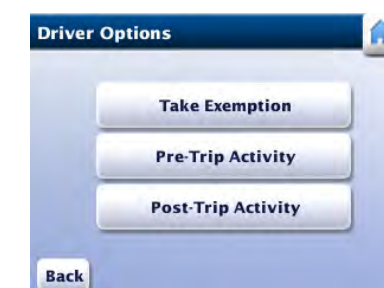 Driver Options
Take Exemption
Pre-Trip Activity
Post-Trip Activity
Back